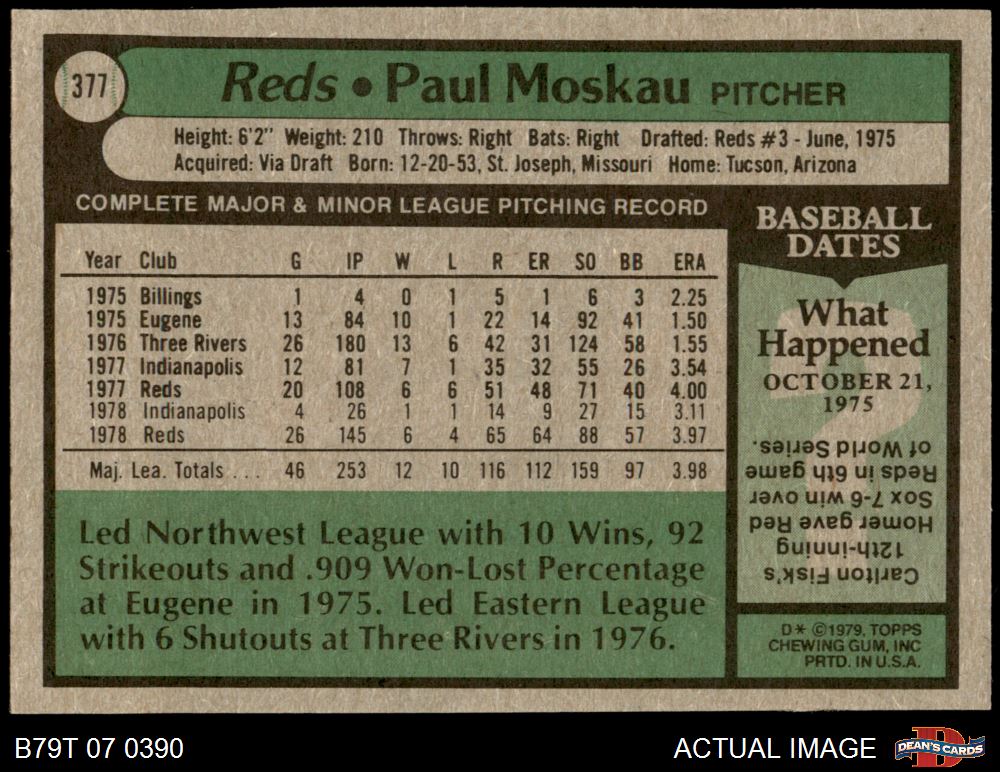 377
Reds • Paul Moskau PITCHER
Height: 6'2" Weight: 210 Throws: Right Bats: Right Drafted: Reds #3 - June, 1975
Acquired: Via Draft Born: 12-20-53, St. Joseph, Missouri Home: Tucson, Arizona
COMPLETE MAJOR & MINOR LEAGUE PITCHING RECORD
Year Club G IP W L R ER SO BB ERA
1975 Billings 1 4 0 1 5 1 6 3 2.25
1975 Eugene 13 84 10 1 22 14 92 41 1.50
1976 Three Rivers 26 180 13 6 42 31 124 58 1.55
1977 Indianapolis 12 81 7 1 35 32 55 26 3.54
1977 Reds 20 108 6 6 51 48 71 40 4.00
1978 Indianapolis 4 26 1 1 14 9 27 15 3.11
1978 Reds 26 145 6 4 65 64 88 57 3.97
Maj. Lea. Totals . . . 46 253 12 10 116 112 159 97 3.98
Led Northwest League with 10 Wins, 92
Strikeouts and .909 Won-Lost Percentage
at Eugene in 1975. Led Eastern League
with 6 Shutouts at Three Rivers in 1976.
BASEBALL
DATES
What
Happened
OCTOBER 21,
1975
?
Carlton Fisk's
12th-inning
Homer gave Red
Sox 7-6 win over
Reds in 6th game
of World Series.
D* ©1979, TOPPS
CHEWING GUM, INC
PRTD. IN U.S.A.
B79T 07 0390
ACTUAL IMAGE
D
DEAN'S CARDS